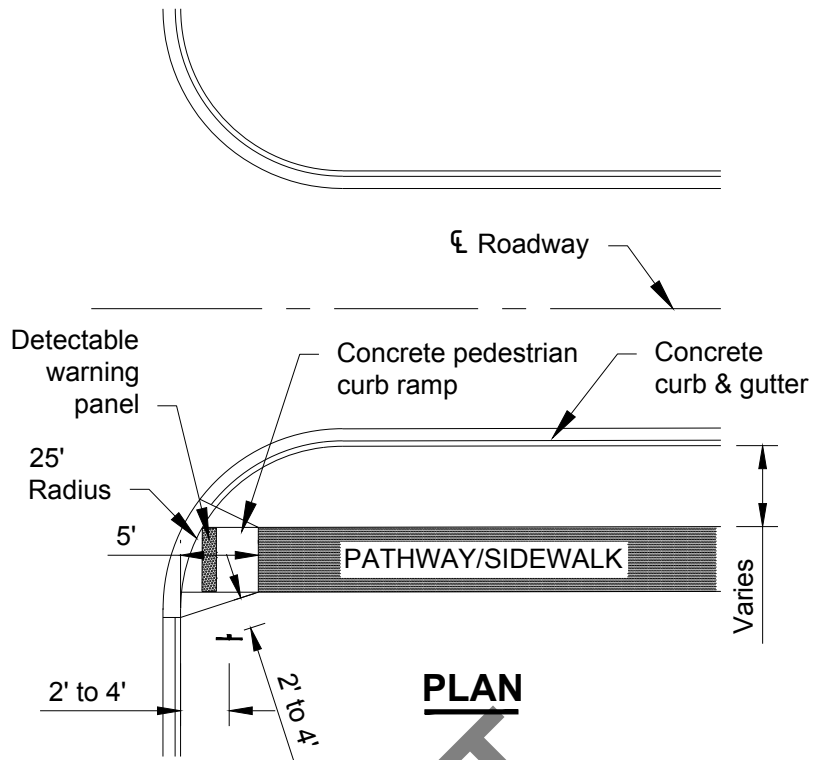 ℄ Roadway
Detectable
warning
panel
Concrete pedestrian
curb ramp
Concrete
curb & gutter
25'
Radius
5'
PATHWAY/SIDEWALK
Varies
2' to 4'
2' to 4'
PLAN